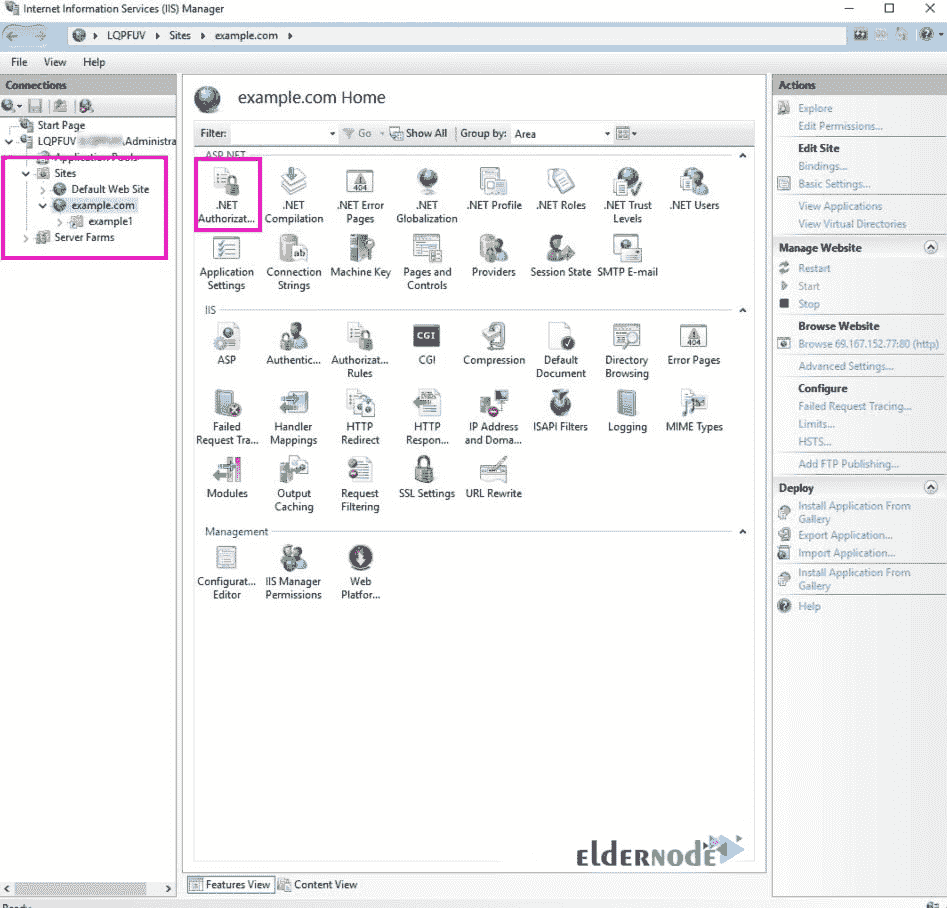 Internet Information Services (IIS) Manager
LQPFUV Sites example.com
File View Help
Connections
Start Page
LQPFUV \Administra
Application Pools
Sites
Default Web Site
example.com
example1
Server Farms
example.com Home
Filter: Go Show All Group by: Area
ASP.NET
.NET Authorizat...
.NET Compilation
.NET Error Pages
.NET Globalization
.NET Profile
.NET Roles
.NET Trust Levels
.NET Users
Application Settings
Connection Strings
Machine Key
Pages and Controls
Providers
Session State
SMTP E-mail
IIS
ASP
Authentic...
Authorizat... Rules
CGI
Compression
Default Document
Directory Browsing
Error Pages
Failed Request Tra...
Handler Mappings
HTTP Redirect
HTTP Respon...
IP Address and Doma...
ISAPI Filters
Logging
MIME Types
Modules
Output Caching
Request Filtering
SSL Settings
URL Rewrite
Management
Configurat... Editor
IIS Manager Permissions
Web Platfor...
eldernode
Features View Content View
Actions
Explore
Edit Permissions...
Edit Site
Bindings...
Basic Settings...
View Applications
View Virtual Directories
Manage Website
Restart
Start
Stop
Browse Website
Browse 69.167.152.77:80 (http)
Advanced Settings...
Configure
Failed Request Tracing...
Limits...
HSTS...
Add FTP Publishing...
Deploy
Install Application From
Gallery
Export Application...
Import Application...
Install Application From
Gallery
Help